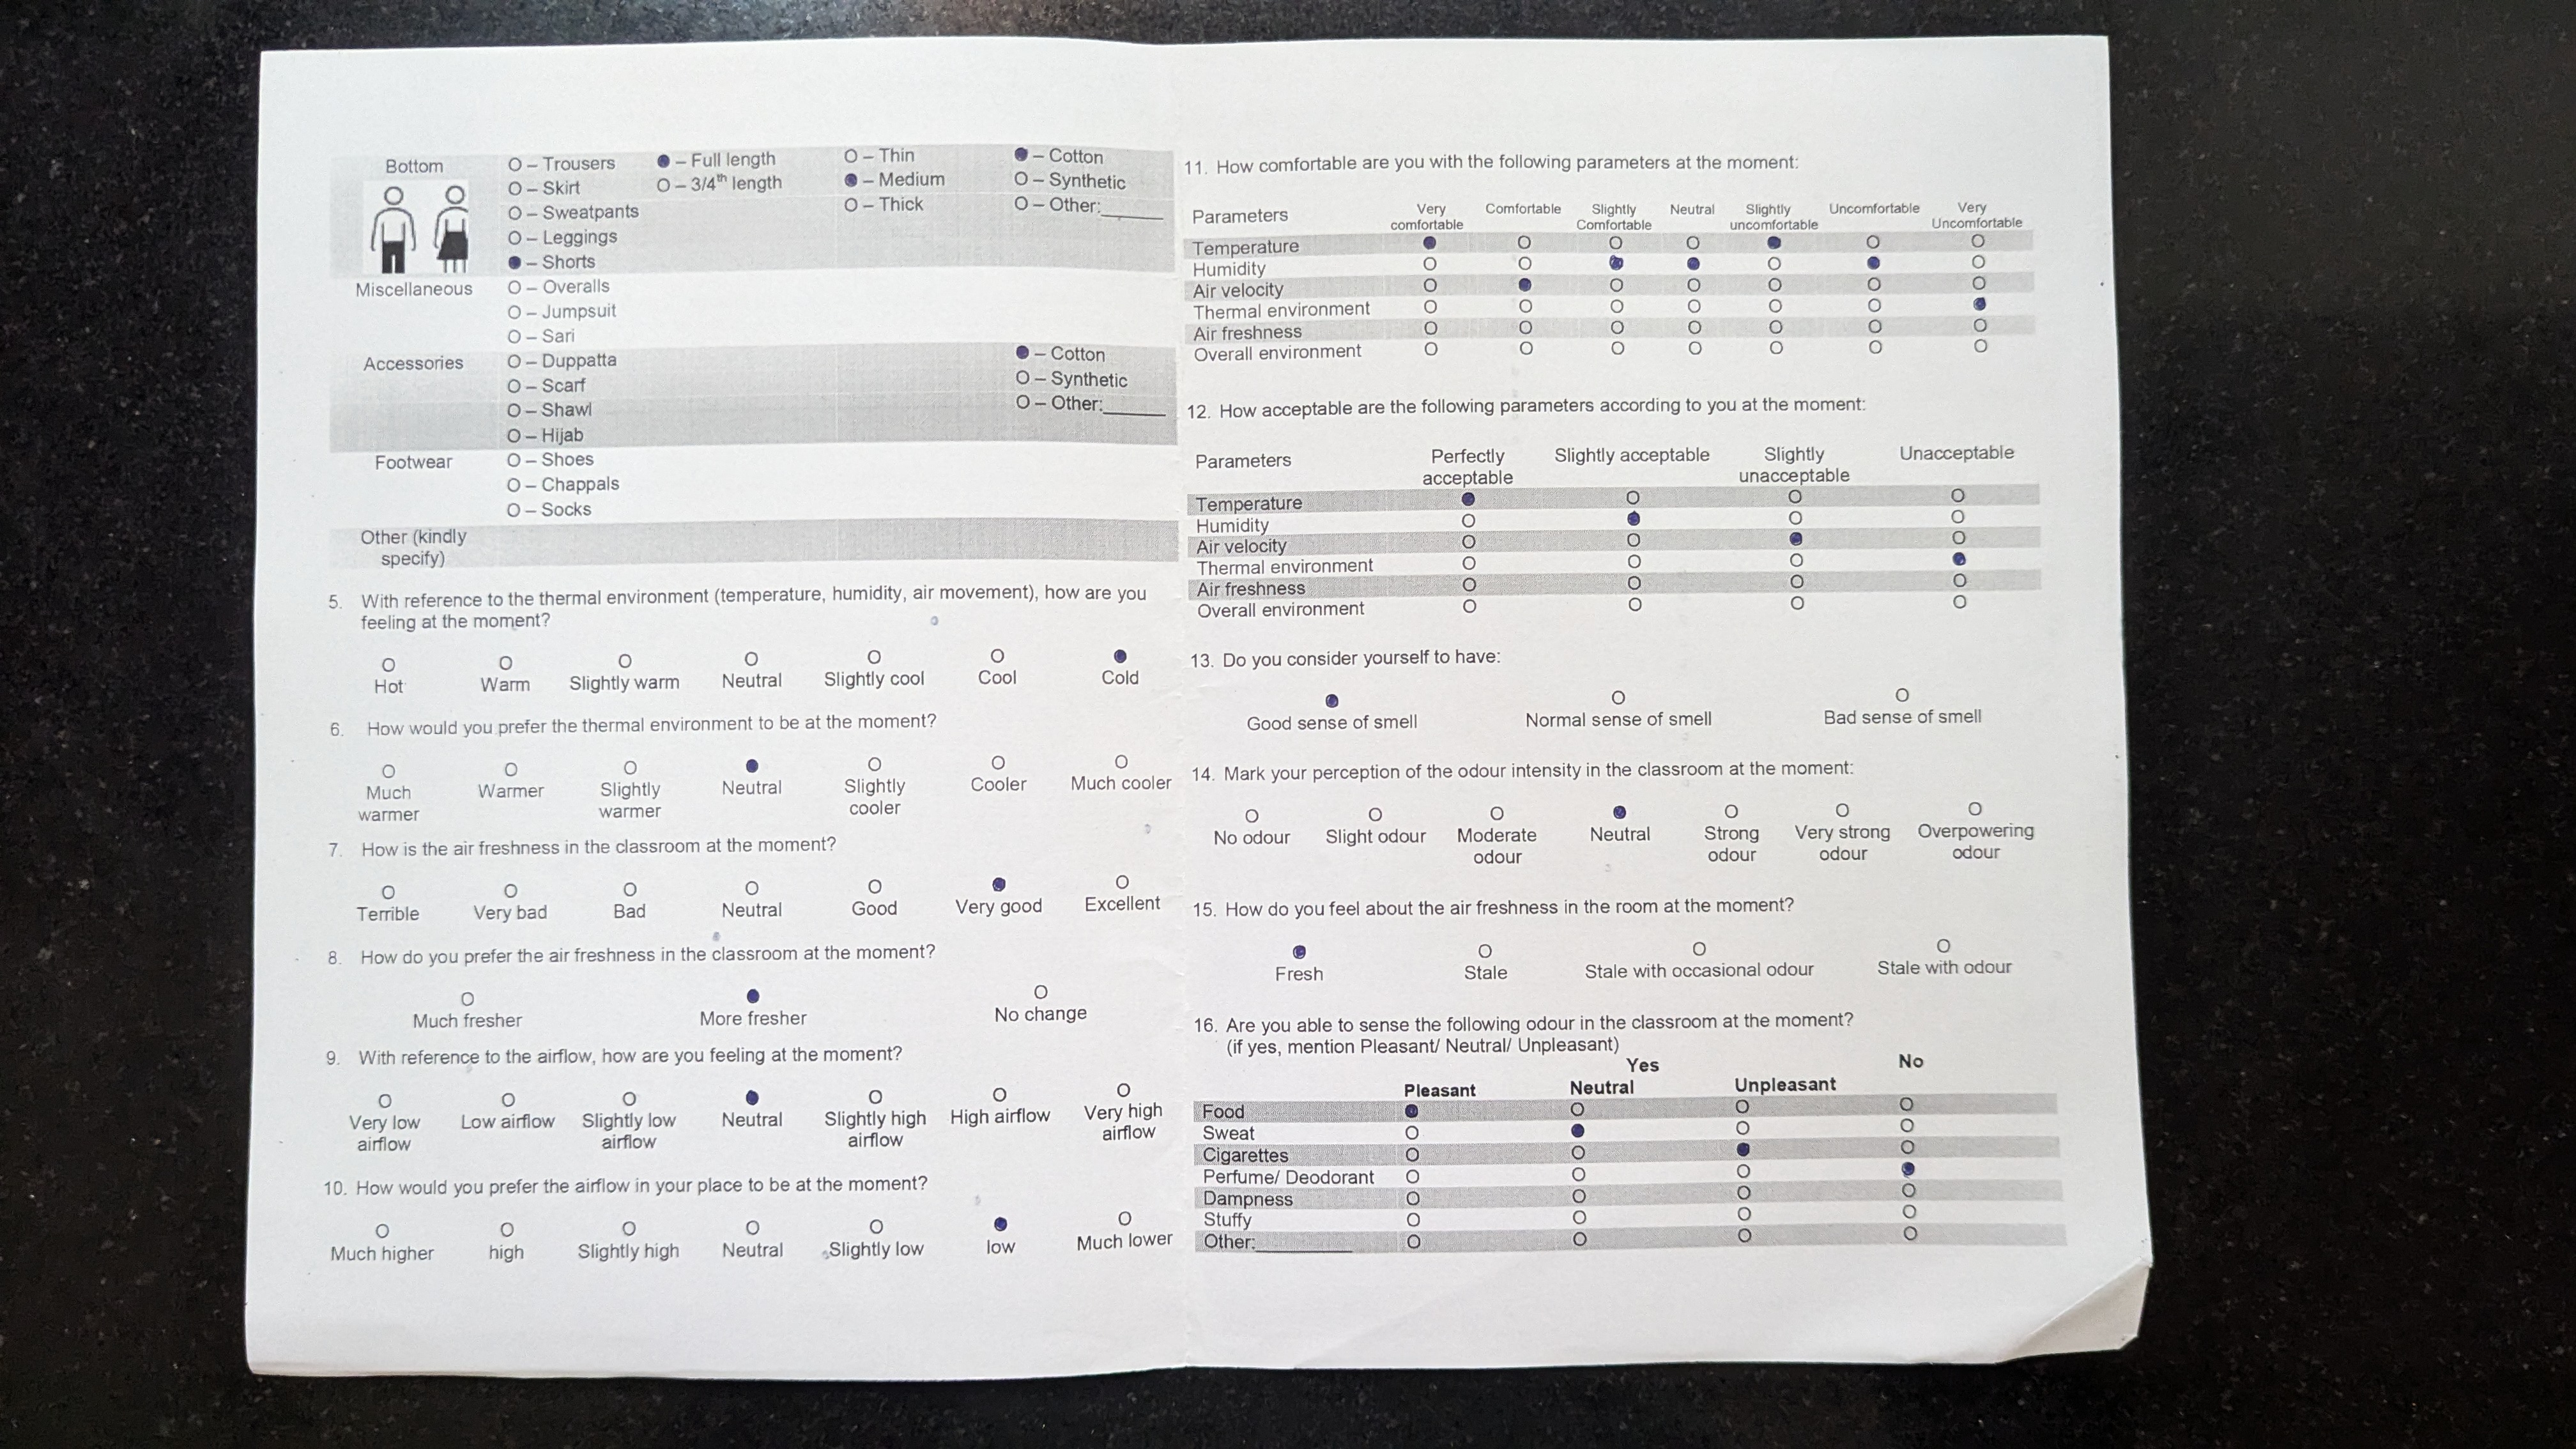 Bottom O – Trousers ● – Full length O – Thin ● – Cotton
O – Skirt O – 3/4th length ● – Medium O – Synthetic
O – Sweatpants O – Thick O – Other:______
O – Leggings
● – Shorts
Miscellaneous O – Overalls
O – Jumpsuit
O – Sari
Accessories O – Duppatta ● – Cotton
O – Scarf O – Synthetic
O – Shawl O – Other:______
O – Hijab
Footwear O – Shoes
O – Chappals
O – Socks
Other (kindly
specify)
5. With reference to the thermal environment (temperature, humidity, air movement), how are you
feeling at the moment?
O O O O O O ●
Hot Warm Slightly warm Neutral Slightly cool Cool Cold
6. How would you prefer the thermal environment to be at the moment?
O O O ● O O O
Much Warmer Slightly Neutral Slightly Cooler Much cooler
warmer warmer cooler
7. How is the air freshness in the classroom at the moment?
O O O O O ● O
Terrible Very bad Bad Neutral Good Very good Excellent
8. How do you prefer the air freshness in the classroom at the moment?
O ● O
Much fresher More fresher No change
9. With reference to the airflow, how are you feeling at the moment?
O O O ● O O O
Very low Low airflow Slightly low Neutral Slightly high High airflow Very high
airflow airflow airflow airflow
10. How would you prefer the airflow in your place to be at the moment?
O O O O O ● O
Much higher high Slightly high Neutral Slightly low low Much lower
11. How comfortable are you with the following parameters at the moment:
Parameters Very Comfortable Slightly Neutral Slightly Uncomfortable Very
comfortable Comfortable uncomfortable Uncomfortable
Temperature ● O O O ● O O
Humidity O O ● ● O ● O
Air velocity O ● O O O O O
Thermal environment O O O O O O ●
Air freshness O O O O O O O
Overall environment O O O O O O O
12. How acceptable are the following parameters according to you at the moment:
Parameters Perfectly Slightly acceptable Slightly Unacceptable
acceptable unacceptable
Temperature ● O O O
Humidity O ● O O
Air velocity O O ● O
Thermal environment O O O ●
Air freshness O O O O
Overall environment O O O O
13. Do you consider yourself to have:
● O O
Good sense of smell Normal sense of smell Bad sense of smell
14. Mark your perception of the odour intensity in the classroom at the moment:
O O O ● O O O
No odour Slight odour Moderate Neutral Strong Very strong Overpowering
odour odour odour odour
15. How do you feel about the air freshness in the room at the moment?
● O O O
Fresh Stale Stale with occasional odour Stale with odour
16. Are you able to sense the following odour in the classroom at the moment?
(if yes, mention Pleasant/ Neutral/ Unpleasant)
Yes No
Pleasant Neutral Unpleasant
Food ● O O O
Sweat O ● O O
Cigarettes O O ● O
Perfume/ Deodorant O O O ●
Dampness O O O O
Stuffy O O O O
Other:________ O O O O